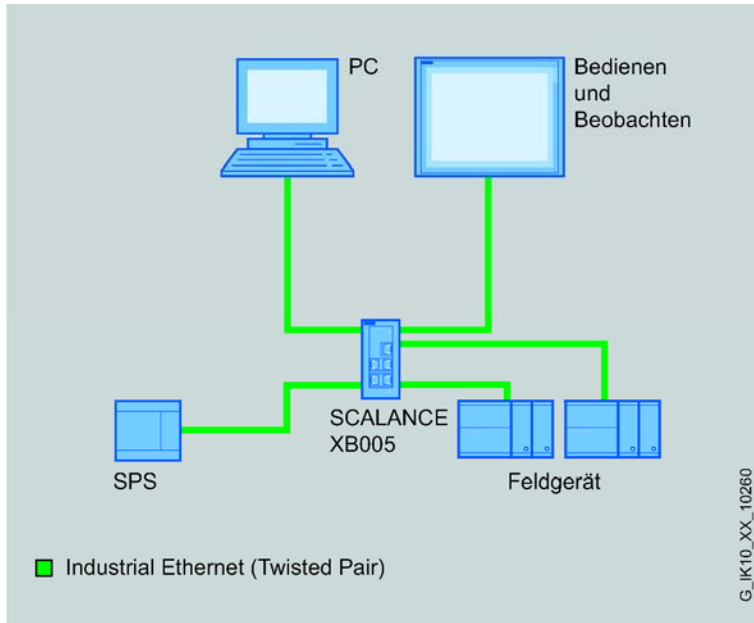 PC
Bedienen
und
Beobachten
SCALANCE
XB005
SPS
Feldgerät
Industrial Ethernet (Twisted Pair)
G_IK10_XX_10260